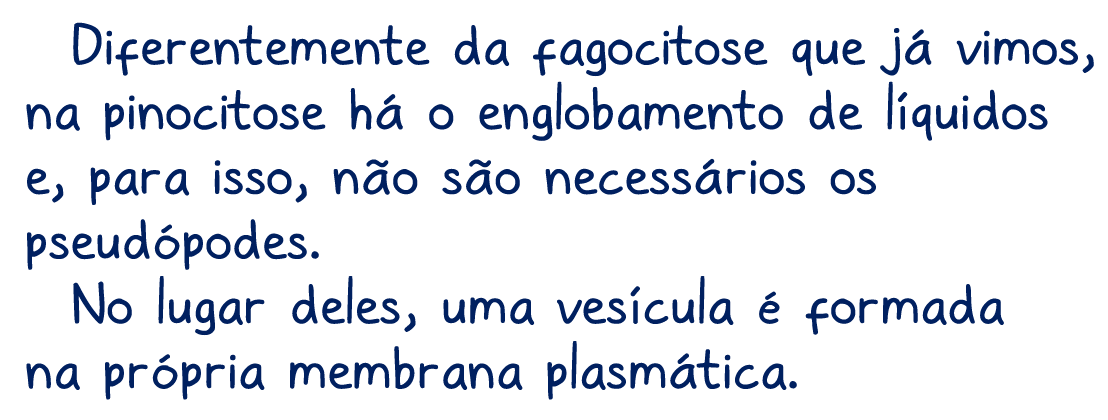 Diferentemente da fagocitose que já vimos,
na pinocitose há o englobamento de líquidos
e, para isso, não são necessários os
pseudópodes.
No lugar deles, uma vesícula é formada
na própria membrana plasmática.